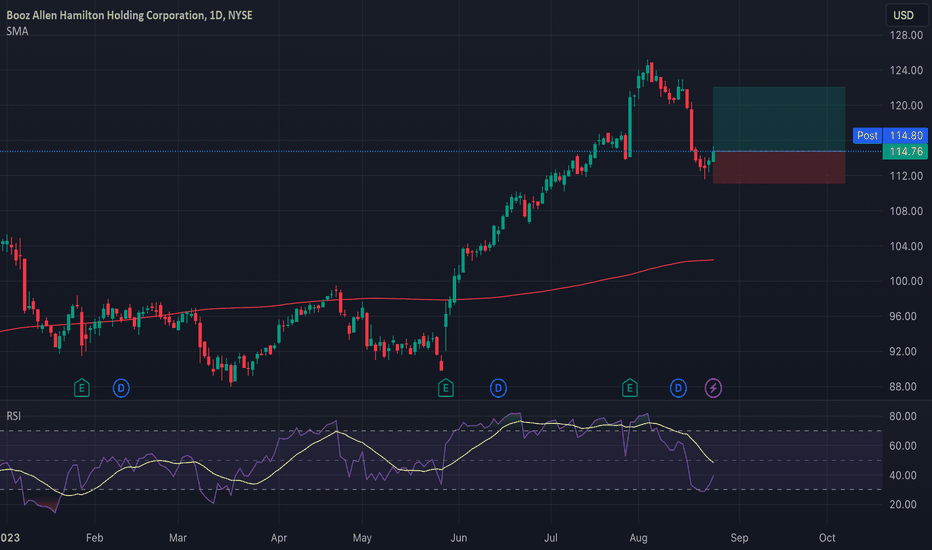 Booz Allen Hamilton Holding Corporation, 1D, NYSE
USD
SMA
128.00
124.00
120.00
Post 114.80
114.76
112.00
108.00
104.00
100.00
96.00
92.00
88.00
E D E D E D
RSI
80.00
60.00
40.00
20.00
2023 Feb Mar Apr May Jun Jul Aug Sep Oct